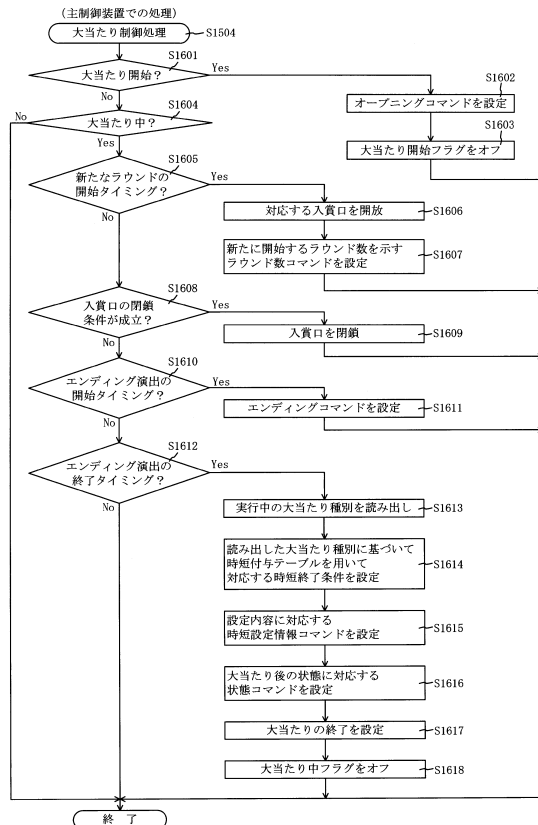 (主制御装置での処理)
大当たり制御処理
S1504
大当たり開始?
S1601
Yes
No
オープニングコマンドを設定
S1602
大当たり開始フラグをオフ
S1603
大当たり中?
S1604
No
Yes
新たなラウンドの
開始タイミング?
S1605
Yes
No
対応する入賞口を開放
S1606
新たに開始するラウンド数を示す
ラウンド数コマンドを設定
S1607
入賞口の閉鎖
条件が成立?
S1608
Yes
No
入賞口を閉鎖
S1609
エンディング演出の
開始タイミング?
S1610
Yes
No
エンディングコマンドを設定
S1611
エンディング演出の
終了タイミング?
S1612
Yes
No
実行中の大当たり種別を読み出し
S1613
読み出した大当たり種別に基づいて
時短付与テーブルを用いて
対応する時短終了条件を設定
S1614
設定内容に対応する
時短設定情報コマンドを設定
S1615
大当たり後の状態に対応する
状態コマンドを設定
S1616
大当たりの終了を設定
S1617
大当たり中フラグをオフ
S1618
終了